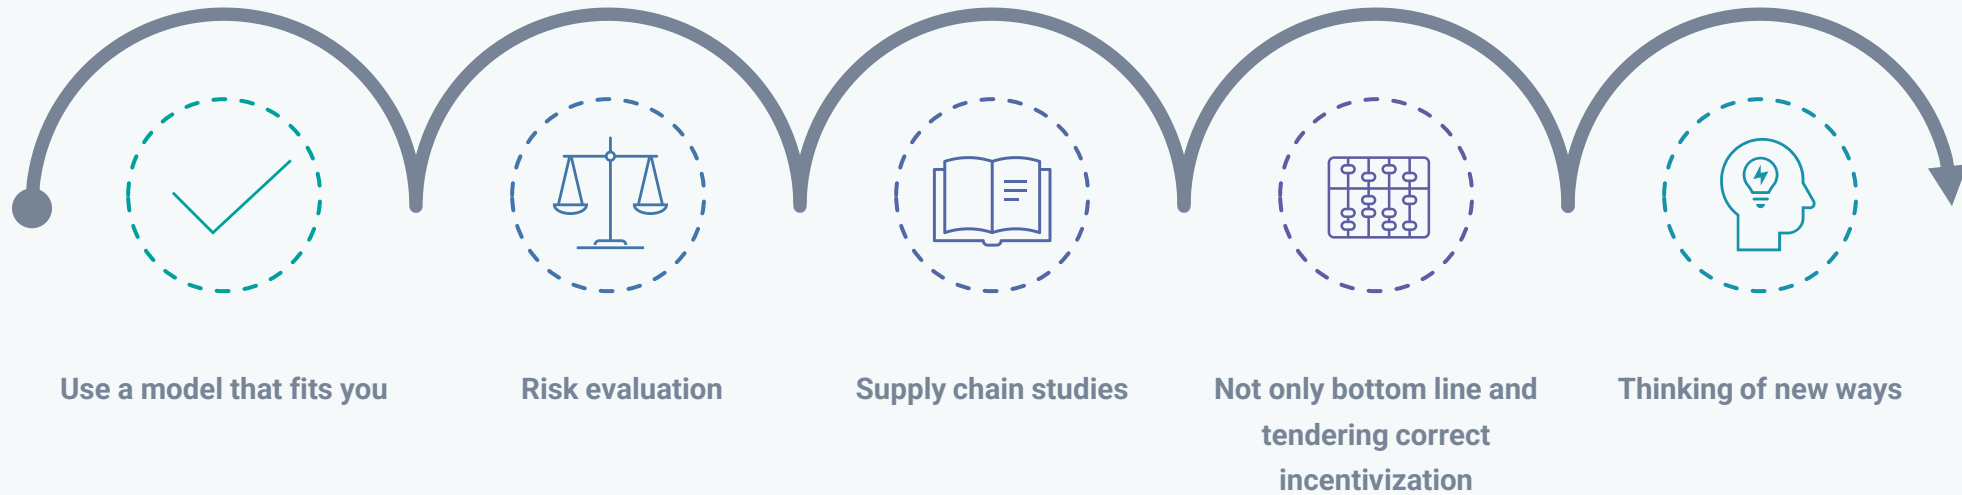 Use a model that fits you
Risk evaluation
Supply chain studies
Not only bottom line and
tendering correct
incentivization
Thinking of new ways